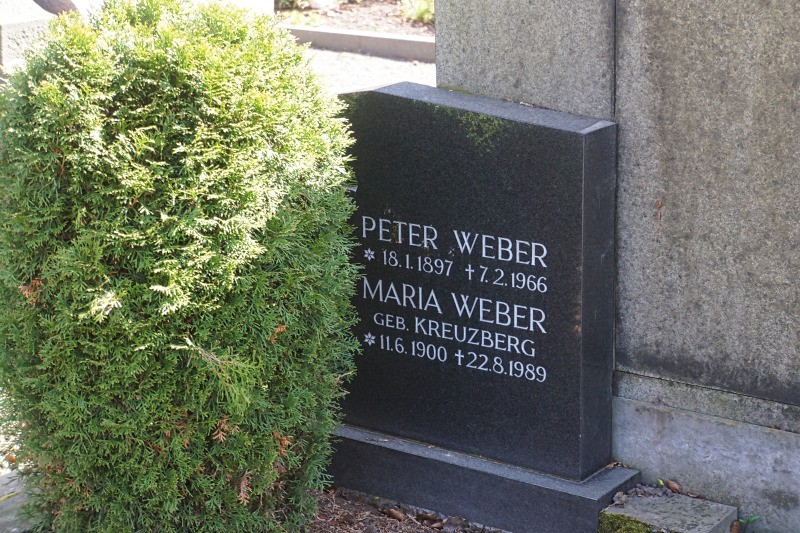 PETER WEBER
* 18.1.1897 †7.2.1966
MARIA WEBER
GEB. KREUZBERG
* 11.6.1900 †22.8.1989